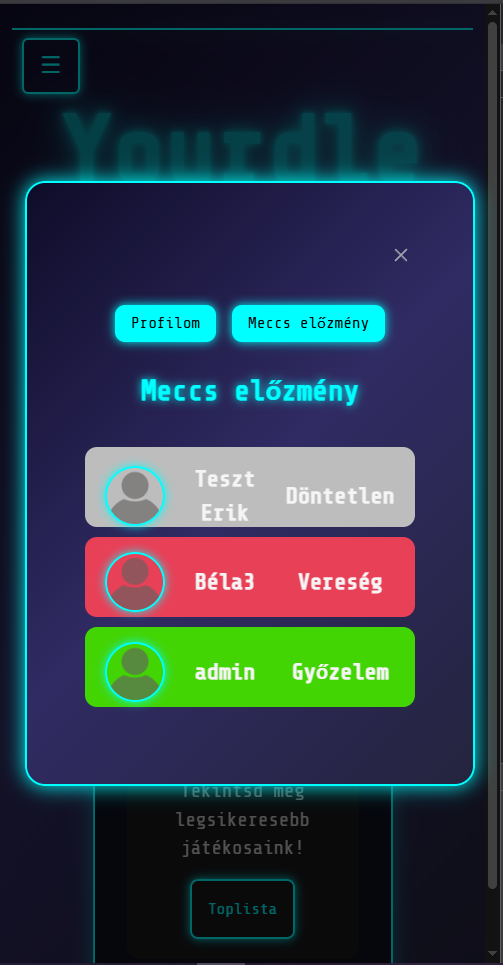 ☰
Yourdle
×
Profilom
Meccs előzmény
Meccs előzmény
Teszt
Erik
Döntetlen
Béla3
Vereség
admin
Győzelem
Tekintsd meg
legsikeresebb
játékosaink!
Toplista